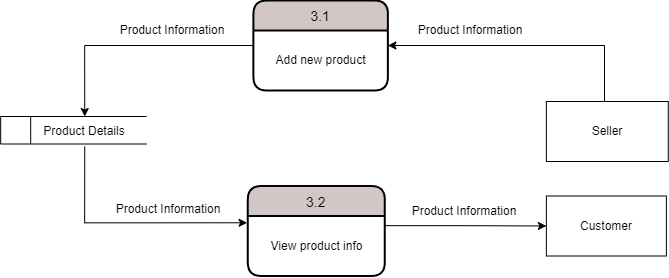 3.1
Product Information
Product Information
Add new product
Product Details
Seller
3.2
Product Information
Product Information
Customer
View product info